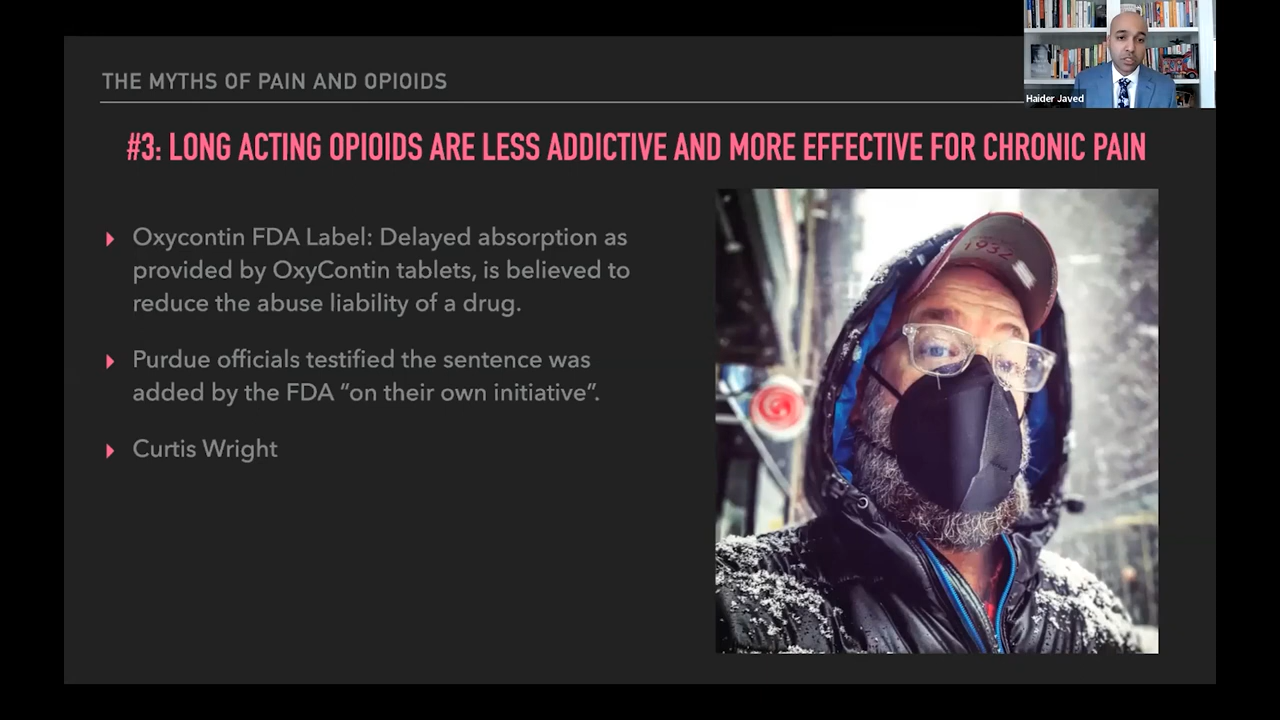 Haider Javed
THE MYTHS OF PAIN AND OPIOIDS
#3: LONG ACTING OPIOIDS ARE LESS ADDICTIVE AND MORE EFFECTIVE FOR CHRONIC PAIN
Oxycontin FDA Label: Delayed absorption as
provided by OxyContin tablets, is believed to
reduce the abuse liability of a drug.
Purdue officials testified the sentence was
added by the FDA “on their own initiative”.
Curtis Wright
1932